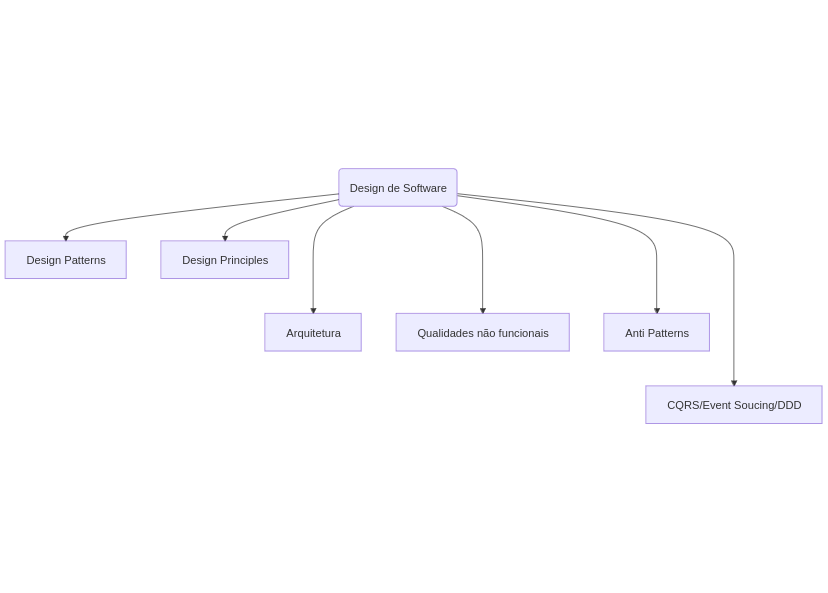 Design de Software
Design Patterns
Design Principles
Arquitetura
Qualidades não funcionais
Anti Patterns
CQRS/Event Soucing/DDD